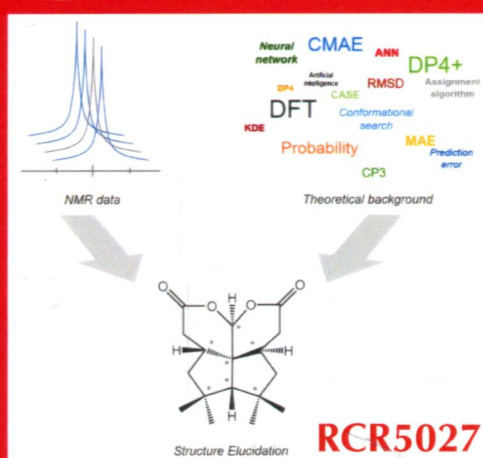 Neural
network
CMAE
ANN
DP4+
DP4
Artificial
intelligence
CASE
RMSD
Assignment
algorithm
DFT
Conformational
search
KDE
Probability
MAE
Prediction
error
CP3
NMR data
Theoretical background
O
O
H
O
O
H
H
H
Structure Elucidation
RCR5027